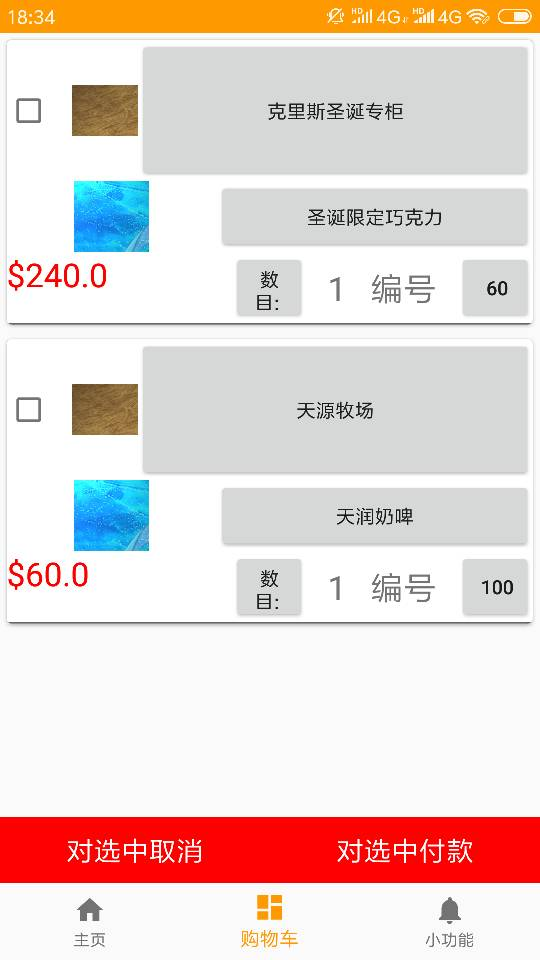 18:34 HD 4G HD 4G
克里斯圣诞专柜
圣诞限定巧克力
$240.0
数
目:
1 编号 60
天源牧场
天润奶啤
$60.0
数
目:
1 编号 100
对选中取消 对选中付款
主页 购物车 小功能